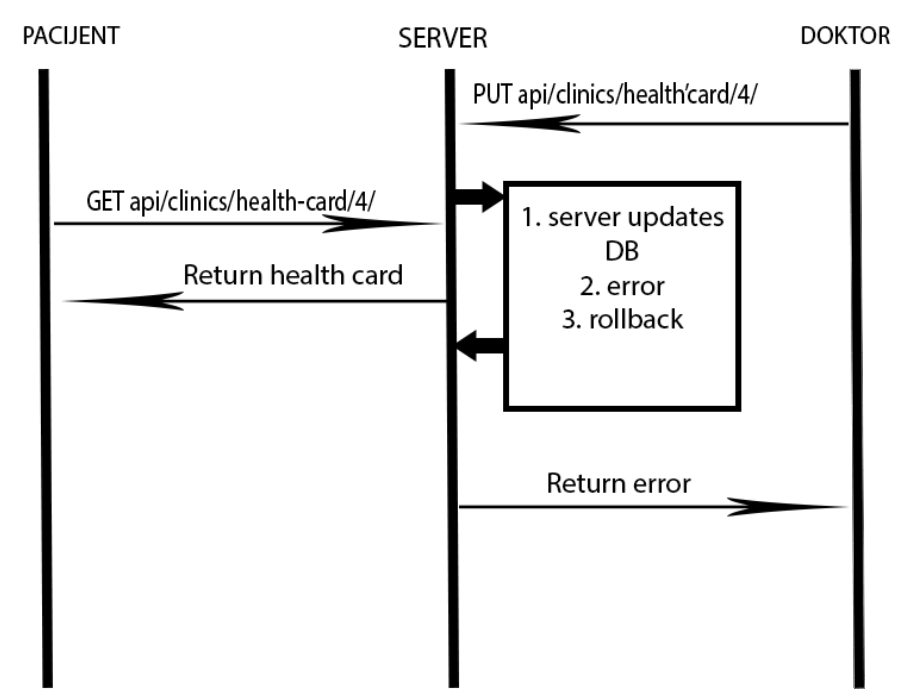 PACIJENT
SERVER
DOKTOR
PUT api/clinics/health'card/4/
GET api/clinics/health-card/4/
1. server updates
DB
2. error
3. rollback
Return health card
Return error